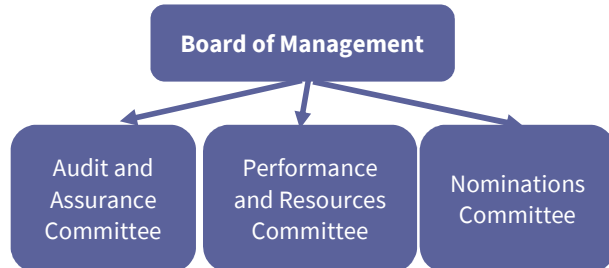 Board of Management
Audit and
Assurance
Committee
Performance
and Resources
Committee
Nominations
Committee